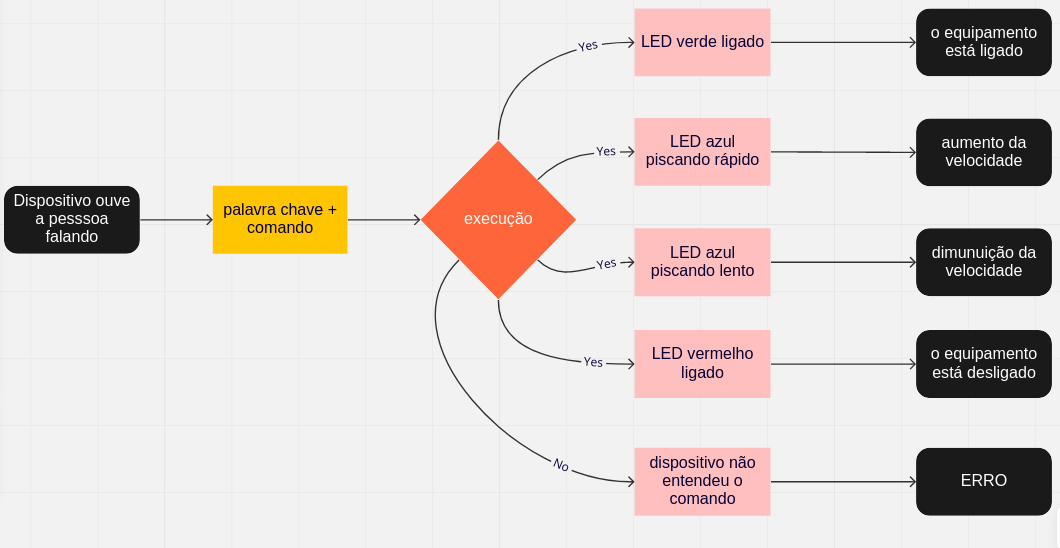 Dispositivo ouve
a pesssoa
falando
palavra chave +
comando
execução
Yes
LED verde ligado
o equipamento
está ligado
Yes
LED azul
piscando rápido
aumento da
velocidade
Yes
LED azul
piscando lento
dimunuição da
velocidade
Yes
LED vermelho
ligado
o equipamento
está desligado
No
dispositivo não
entendeu o
comando
ERRO